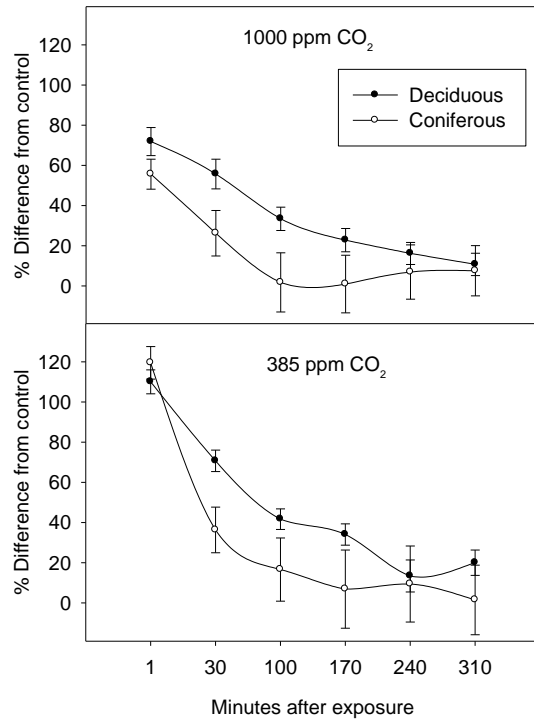 1000 ppm CO2
Deciduous
Coniferous
% Difference from control
120
100
80
60
40
20
0
385 ppm CO2
% Difference from control
120
100
80
60
40
20
0
1 30 100 170 240 310
Minutes after exposure